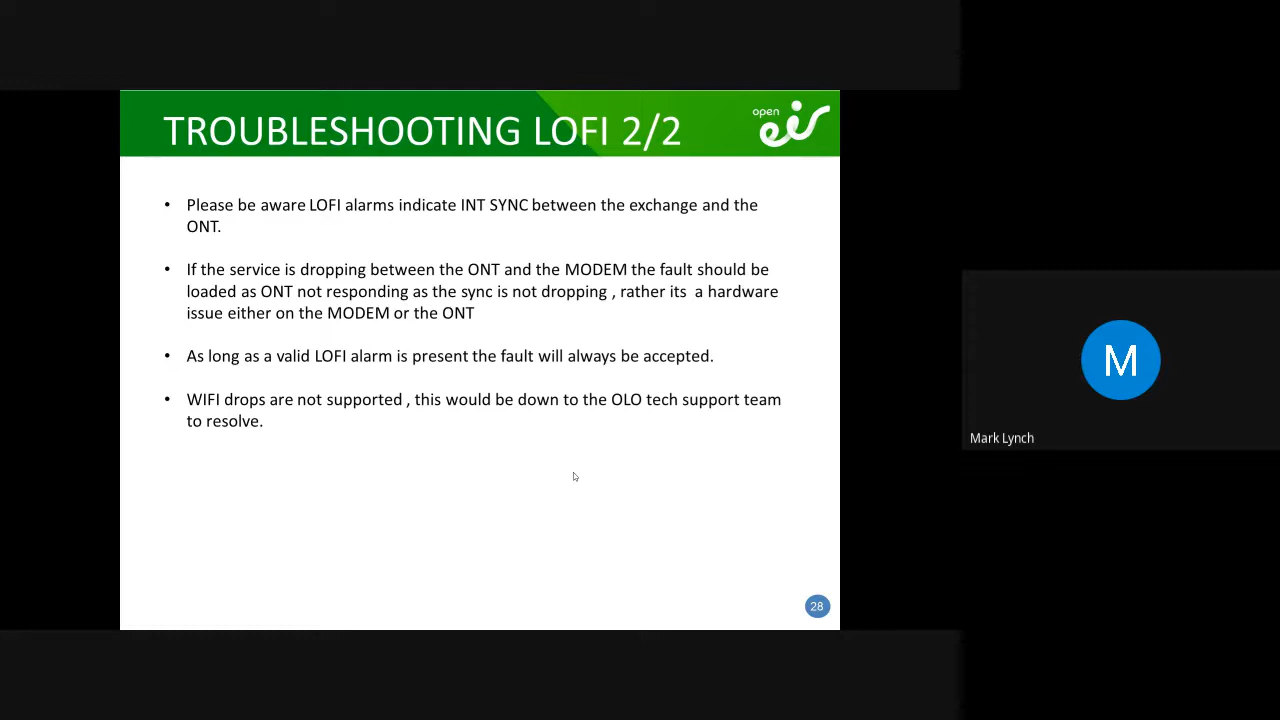 TROUBLESHOOTING LOFI 2/2
open
eir
• Please be aware LOFI alarms indicate INT SYNC between the exchange and the
ONT.
• If the service is dropping between the ONT and the MODEM the fault should be
loaded as ONT not responding as the sync is not dropping , rather its  a hardware
issue either on the MODEM or the ONT
• As long as a valid LOFI alarm is present the fault will always be accepted.
• WIFI drops are not supported , this would be down to the OLO tech support team
to resolve.
28
M
Mark Lynch